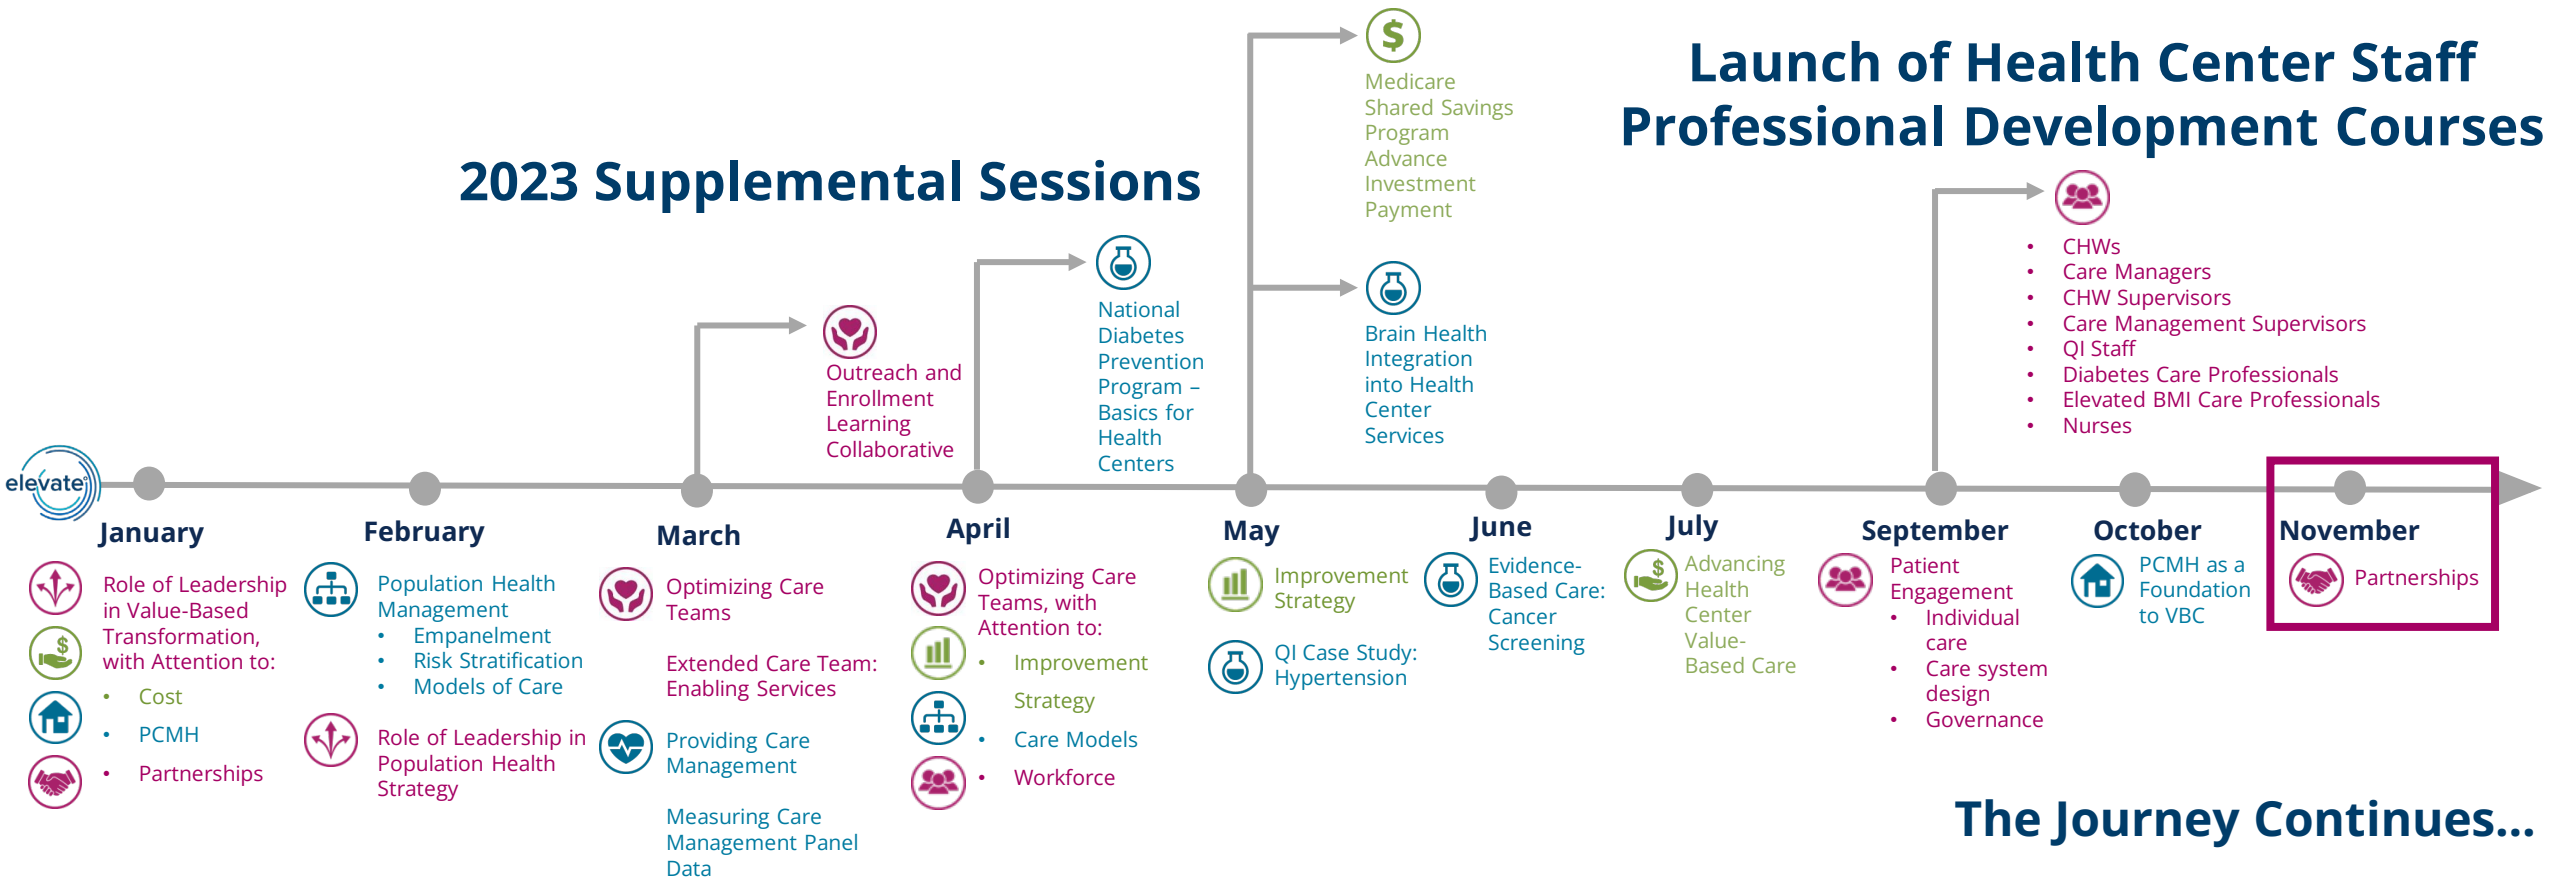 Launch of Health Center Staff
Professional Development Courses
2023 Supplemental Sessions
$
Medicare
Shared Savings
Program
Advance
Investment
Payment
National
Diabetes
Prevention
Program –
Basics for
Health
Centers
Brain Health
Integration
into Health
Center
Services
Outreach and
Enrollment
Learning
Collaborative
• CHWs
• Care Managers
• CHW Supervisors
• Care Management Supervisors
• QI Staff
• Diabetes Care Professionals
• Elevated BMI Care Professionals
• Nurses
elevate
January
Role of Leadership
in Value-Based
Transformation,
with Attention to:
$
• Cost
• PCMH
• Partnerships
February
Population Health
Management
• Empanelment
• Risk Stratification
• Models of Care
Role of Leadership in
Population Health
Strategy
March
Optimizing Care
Teams
Extended Care Team:
Enabling Services
Providing Care
Management
Measuring Care
Management Panel
Data
April
Optimizing Care
Teams, with
Attention to:
• Improvement
Strategy
• Care Models
• Workforce
May
Improvement
Strategy
QI Case Study:
Hypertension
June
Evidence-
Based Care:
Cancer
Screening
July
$
Advancing
Health
Center
Value-
Based Care
September
Patient
Engagement
• Individual
care
• Care system
design
• Governance
October
PCMH as a
Foundation
to VBC
November
Partnerships
The Journey Continues...